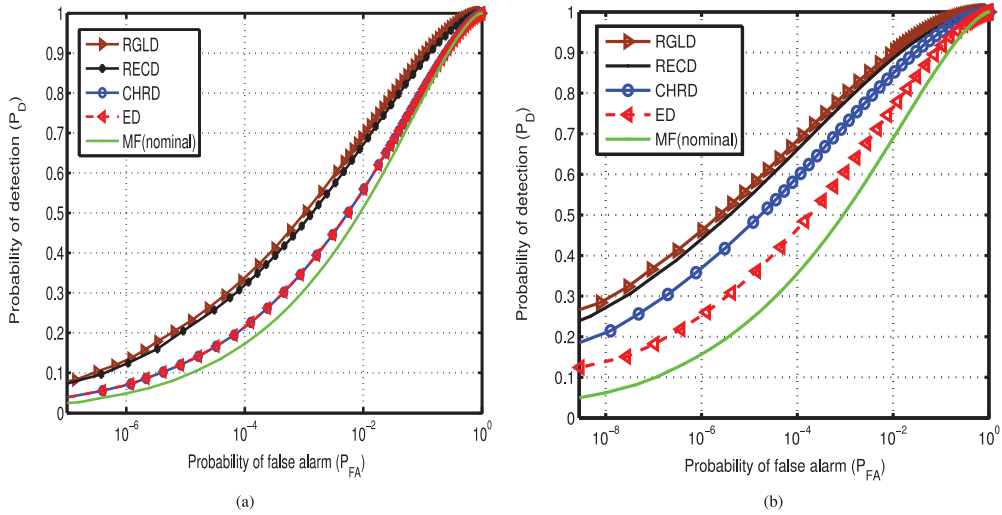 RGLD
RECD
CHRD
ED
MF(nominal)
Probability of detection (P_D)
1
0.9
0.8
0.7
0.6
0.5
0.4
0.3
0.2
0.1
0
10^−6
10^−4
10^−2
10^0
Probability of false alarm (P_FA)
(a)
RGLD
RECD
CHRD
ED
MF(nominal)
Probability of detection (P_D)
1
0.9
0.8
0.7
0.6
0.5
0.4
0.3
0.2
0.1
0
10^−8
10^−6
10^−4
10^−2
10^0
Probability of false alarm (P_FA)
(b)